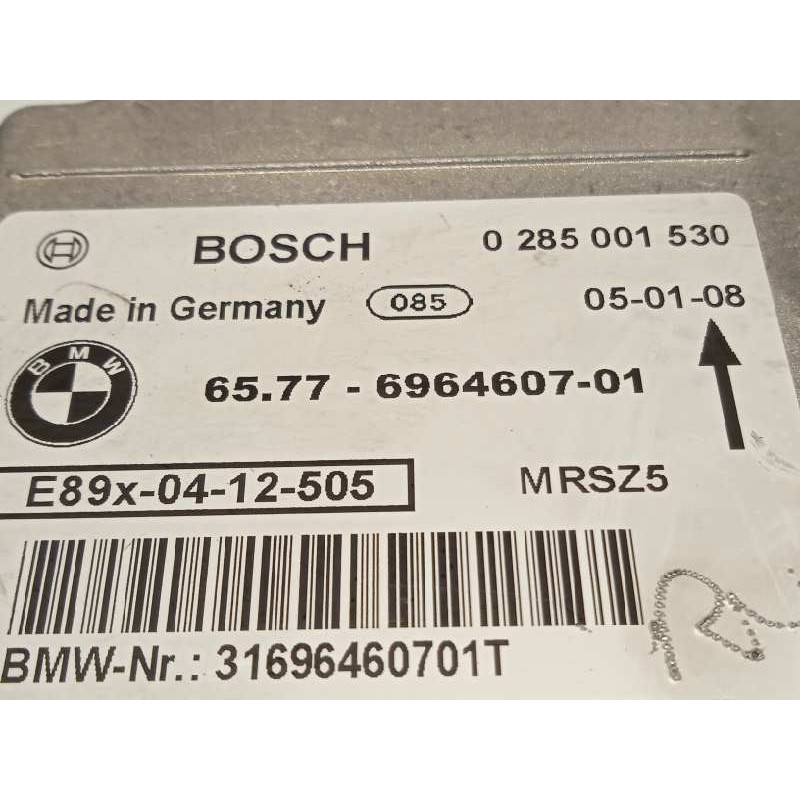 BOSCH 0 285 001 530
Made in Germany 085 05-01-08
BMW
65.77 - 6964607-01
E89x-04-12-505 MRSZ5
BMW-Nr.: 31696460701T
R